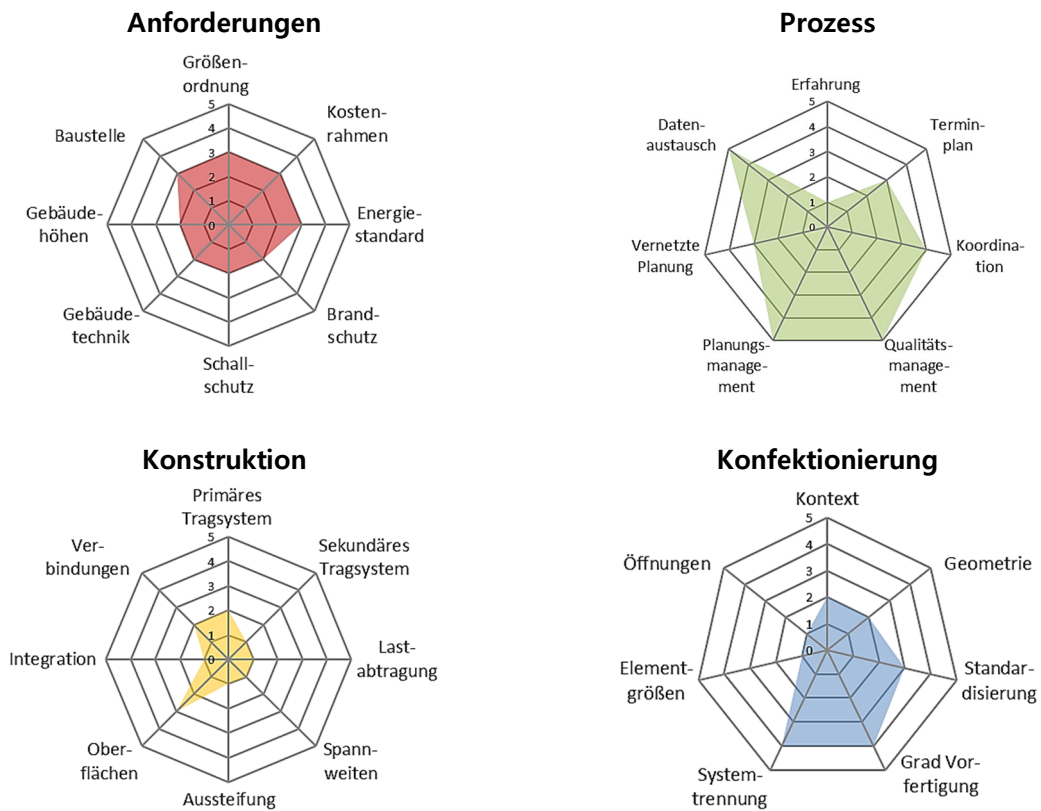 Anforderungen
Größen-
ordnung
Kosten-
rahmen
Energie-
standard
Brand-
schutz
Schall-
schutz
Gebäude-
technik
Gebäude-
höhen
Baustelle
5
4
3
2
1
0
Prozess
Erfahrung
Termin-
plan
Koordina-
tion
Qualitäts-
manage-
ment
Planungs-
manage-
ment
Vernetzte
Planung
Daten-
austausch
5
4
3
2
1
0
Konstruktion
Primäres
Tragsystem
Sekundäres
Tragsystem
Last-
abtragung
Spann-
weiten
Aussteifung
Ober-
flächen
Integration
Ver-
bindungen
5
4
3
2
1
0
Konfektionierung
Kontext
Geometrie
Standar-
disierung
Grad Vor-
fertigung
System-
trennung
Element-
größen
Öffnungen
5
4
3
2
1
0